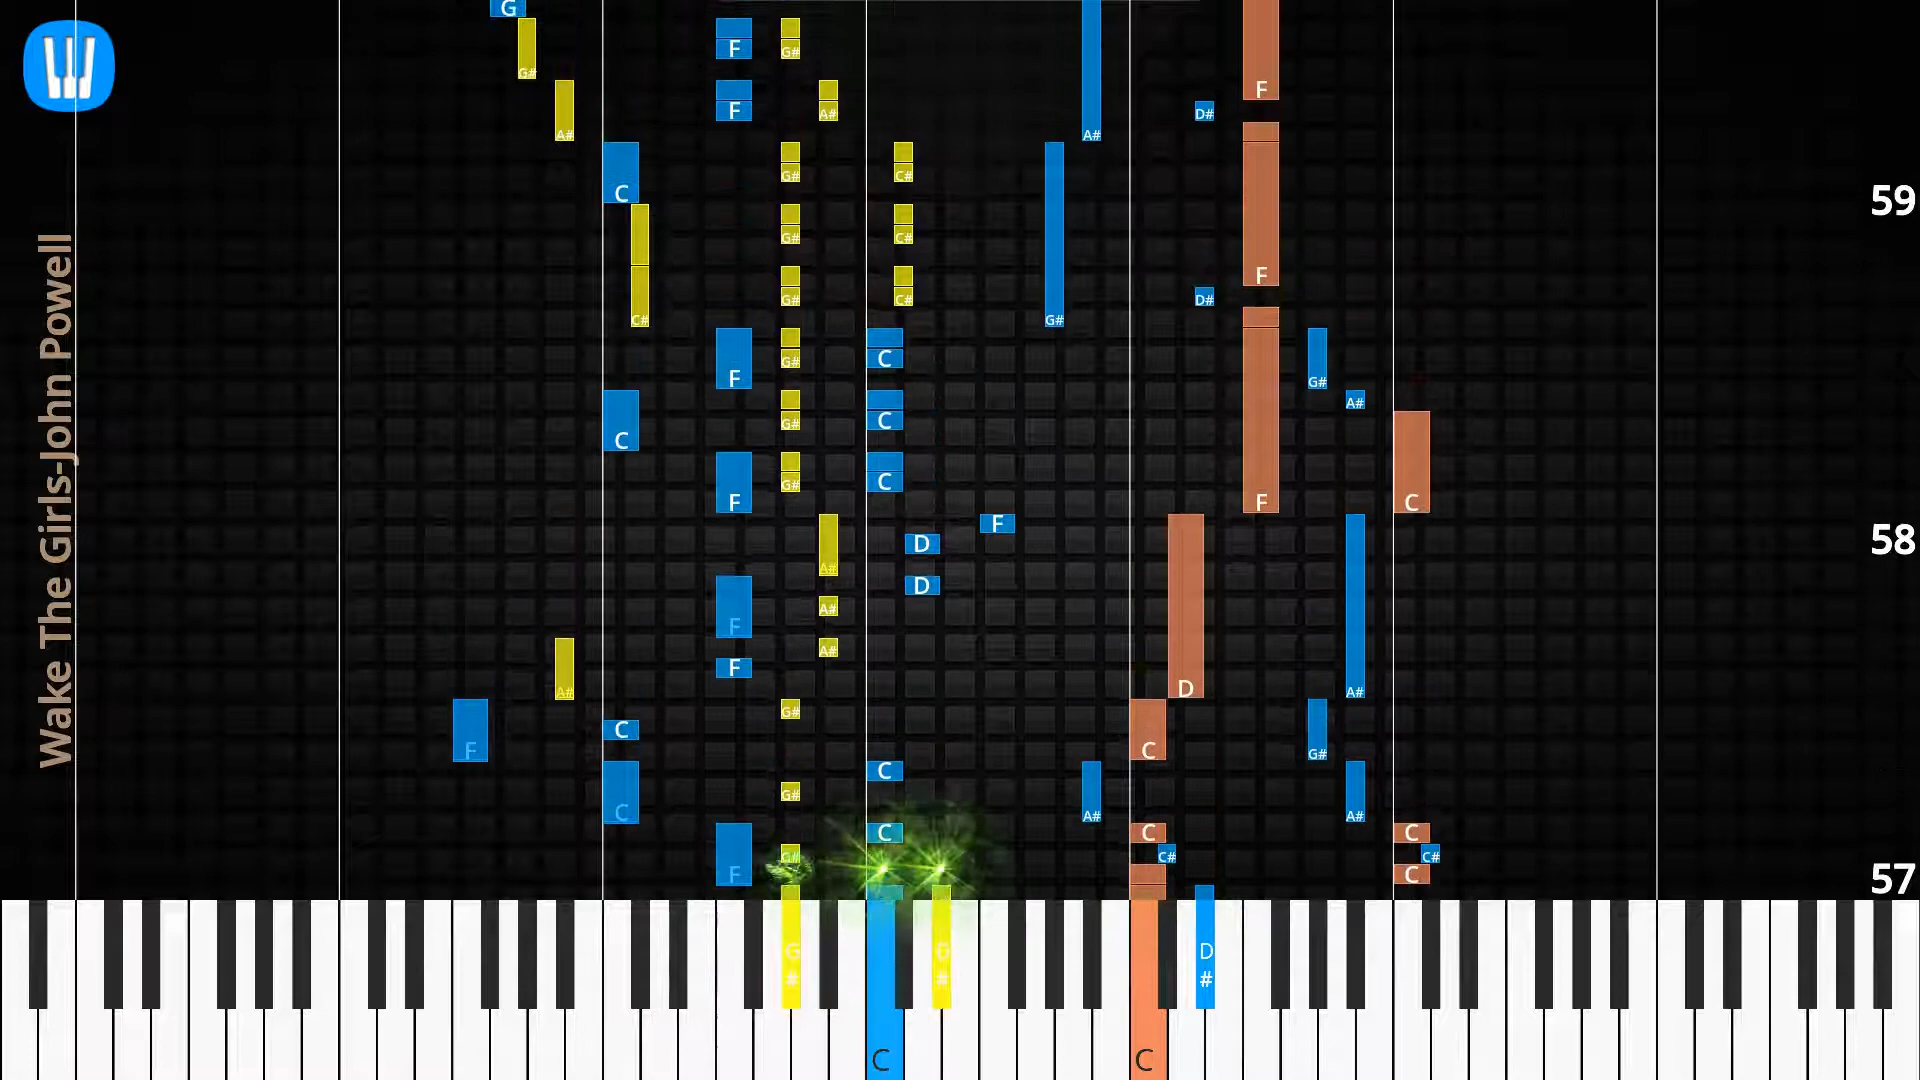 Wake The Girls-John Powell
G
F G#
G#
F A# D#
F
A# A#
C G# C#
59
G# C#
F
G# C# D#
C# G#
G# C
F G#
A#
G# C
C
G# C
F F C
F
D 58
A#
D
A#
F
A#
F
A# D A#
G#
C
F C G#
C
G#
C A# A#
C C C
G# C# C#
F C 57
G # D # D #
C C